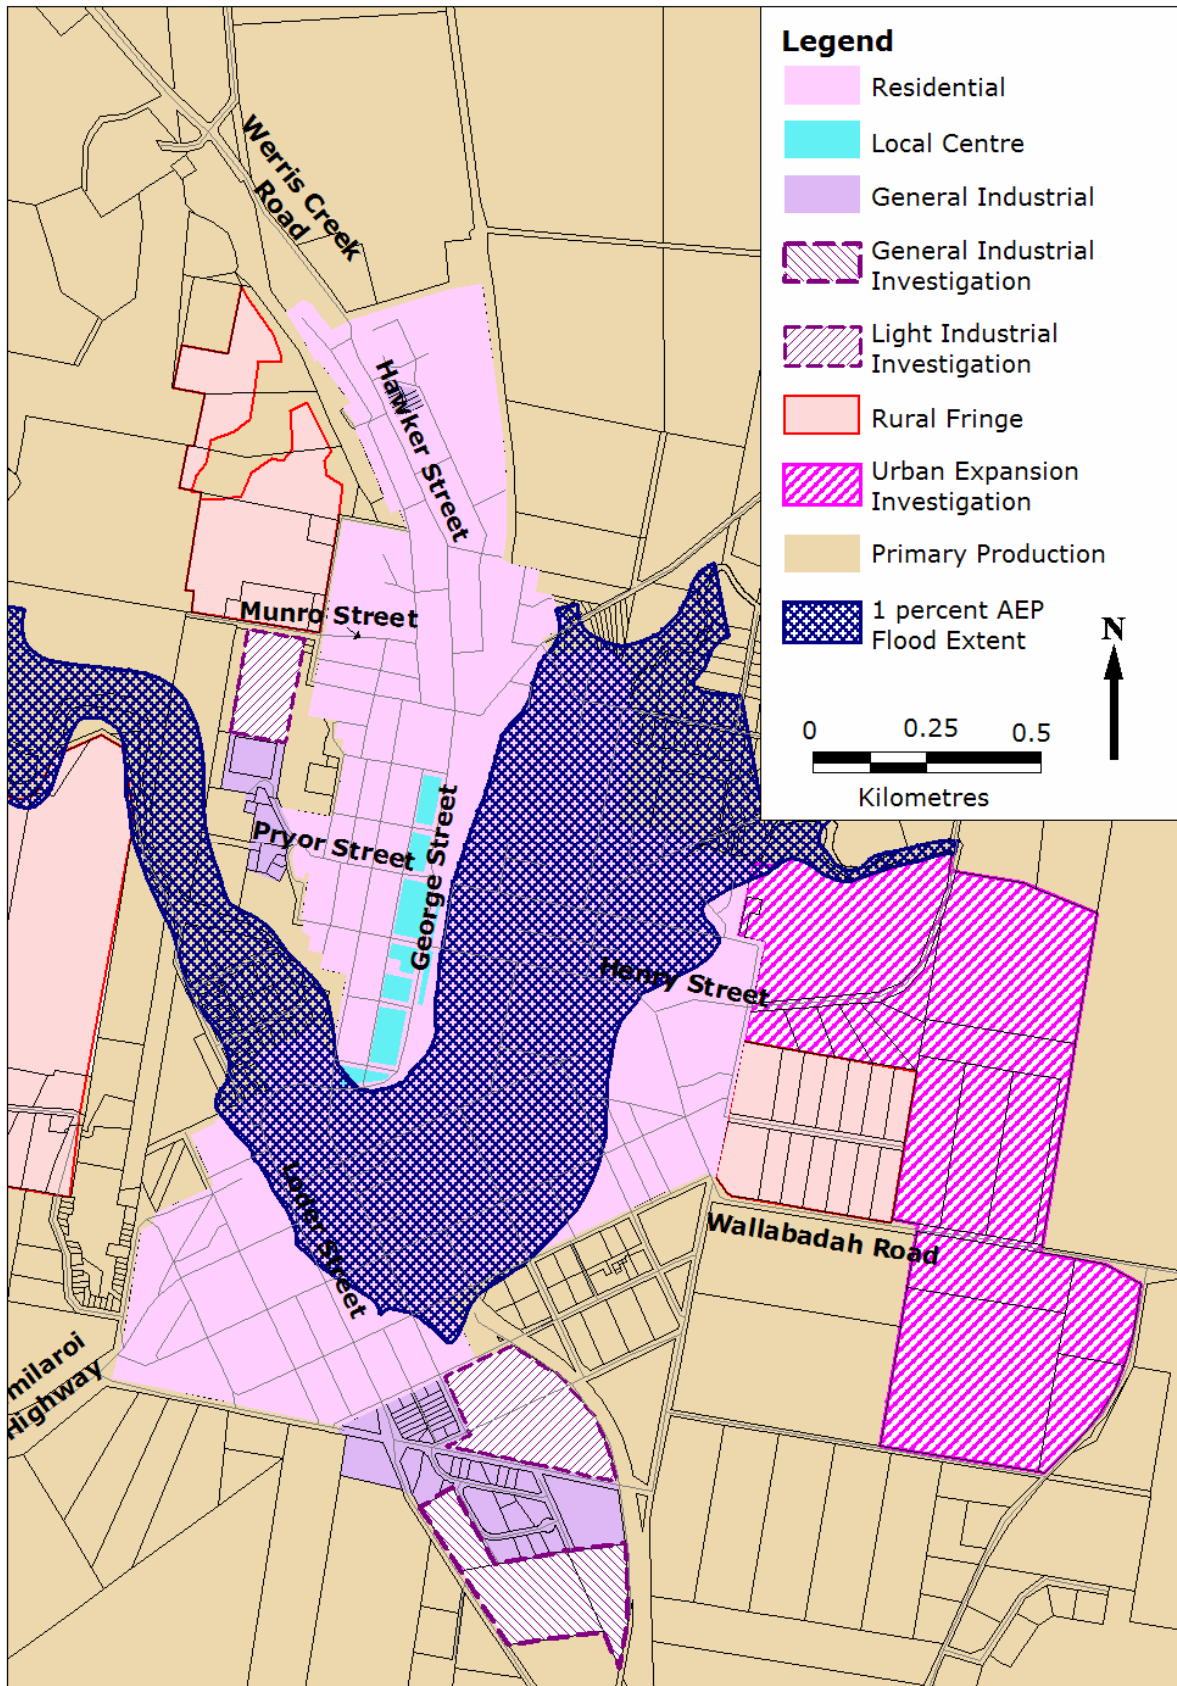 Legend
Residential
Local Centre
General Industrial
General Industrial
Investigation
Light Industrial
Investigation
Rural Fringe
Urban Expansion
Investigation
Primary Production
1 percent AEP
Flood Extent
N
0 0.25 0.5
Kilometres
Werris Creek
Road
Hawker Street
Munro Street
Pryor Street
George Street
Henry Street
Loder Street
Wallabadah Road
milaroi
Highway